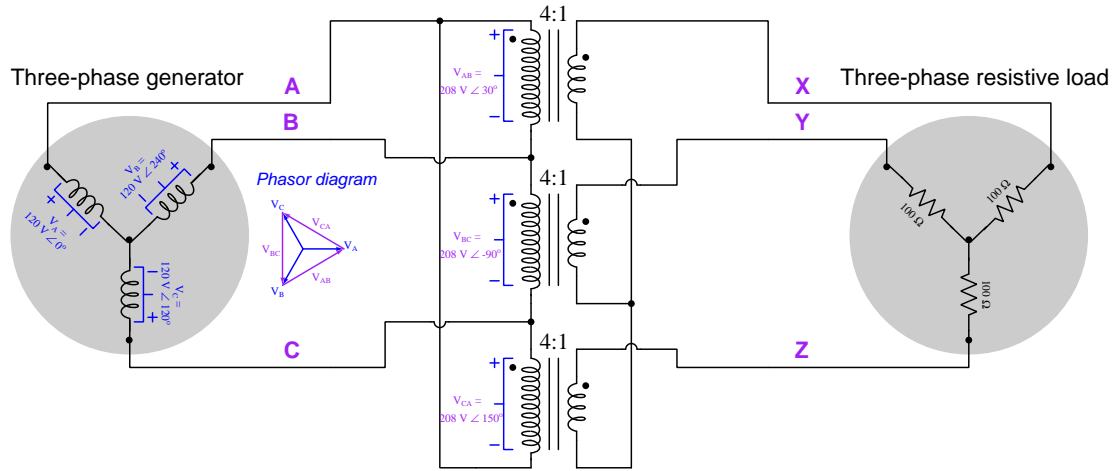 Three-phase generator
A
B
C
V_A =
120 V ∠ 0°
V_B =
120 V ∠ 240°
V_C =
120 V ∠ 120°
Phasor diagram
V_C
V_CA
V_BC
V_A
V_AB
V_B
4:1
V_AB =
208 V ∠ 30°
4:1
V_BC =
208 V ∠ -90°
4:1
V_CA =
208 V ∠ 150°
X
Y
Z
Three-phase resistive load
100 Ω
100 Ω
100 Ω